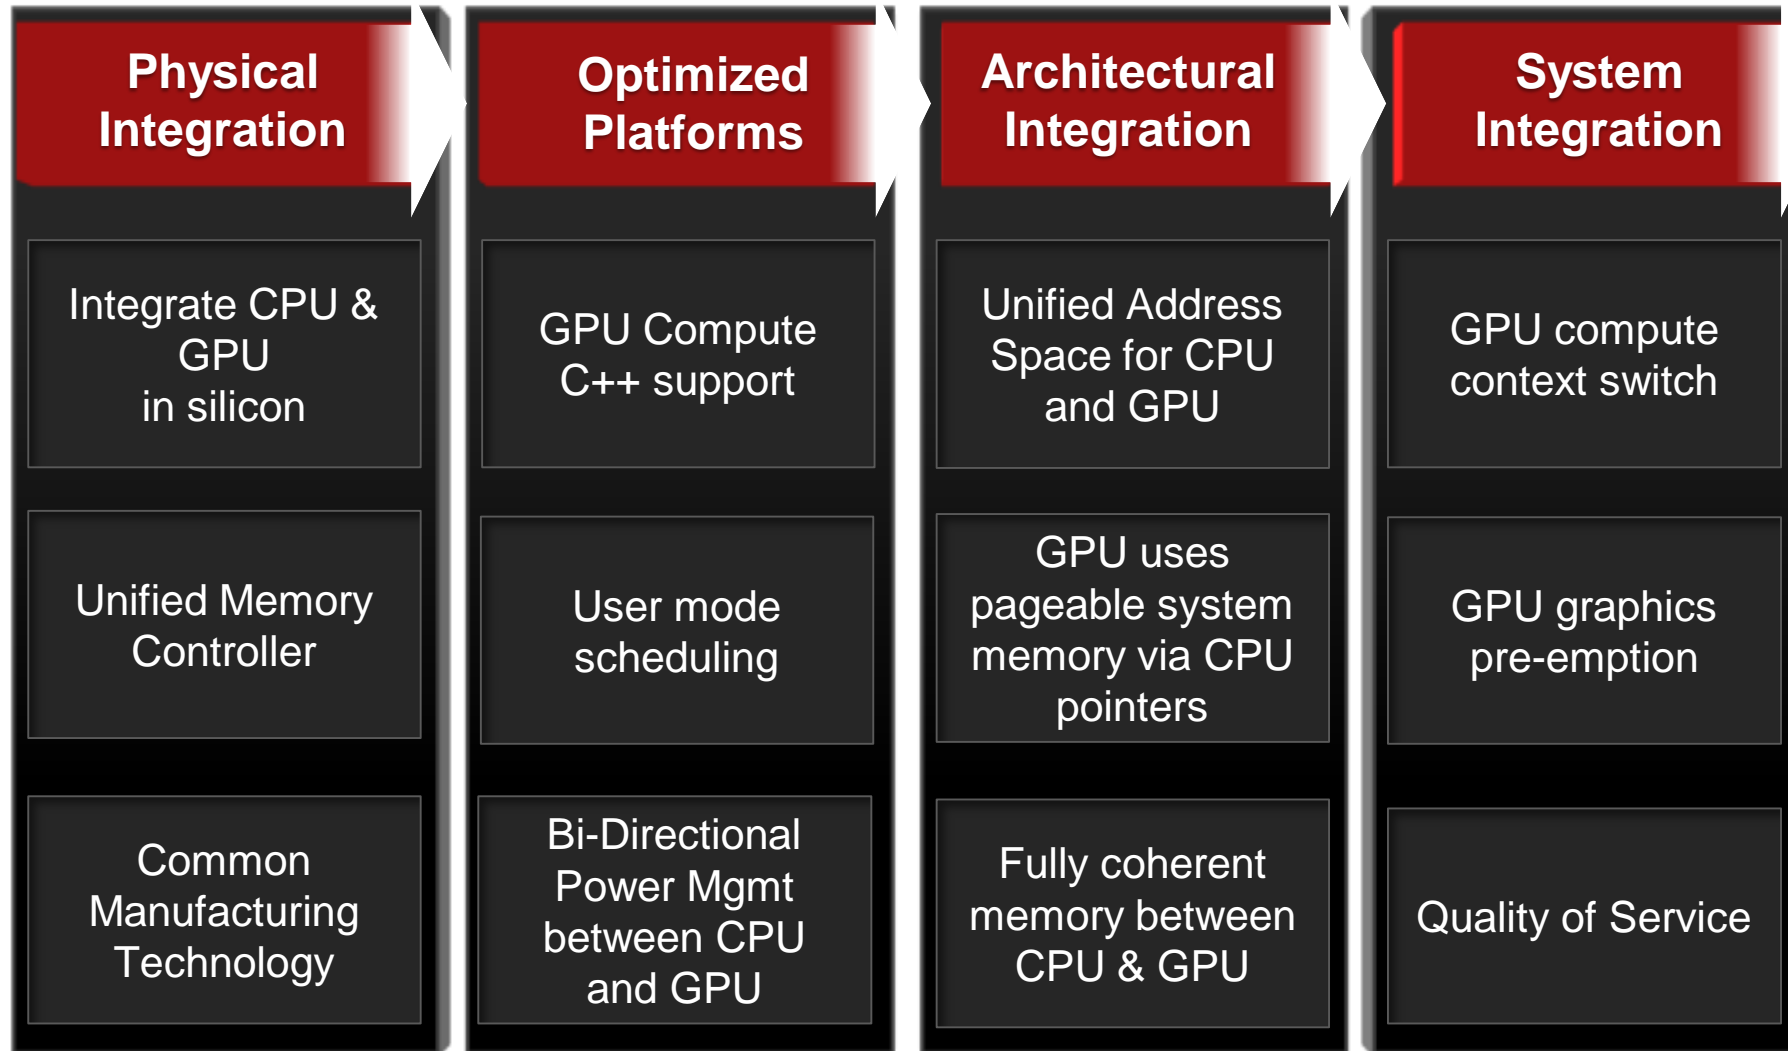 Physical
Integration
Integrate CPU &
GPU
in silicon
Unified Memory
Controller
Common
Manufacturing
Technology
Optimized
Platforms
GPU Compute
C++ support
User mode
scheduling
Bi-Directional
Power Mgmt
between CPU
and GPU
Architectural
Integration
Unified Address
Space for CPU
and GPU
GPU uses
pageable system
memory via CPU
pointers
Fully coherent
memory between
CPU & GPU
System
Integration
GPU compute
context switch
GPU graphics
pre-emption
Quality of Service